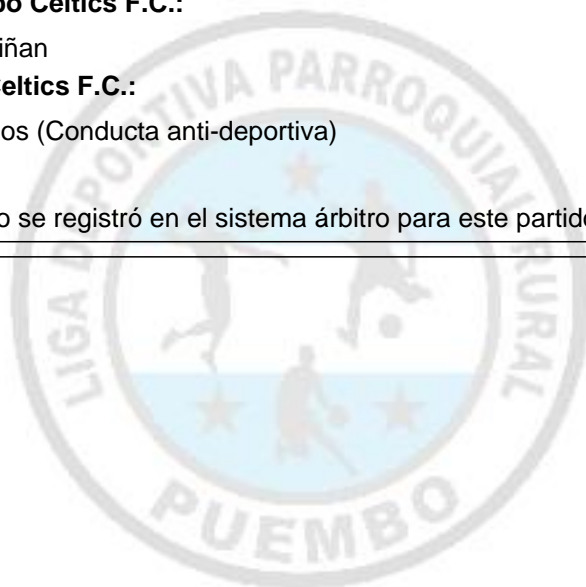 o Celtics F.C.:
iñan
eltics F.C.:
os (Conducta anti-deportiva)
o se registró en el sistema árbitro para este partido
LIGA DEPORTIVA PARROQUIAL RURAL
PUEMBO